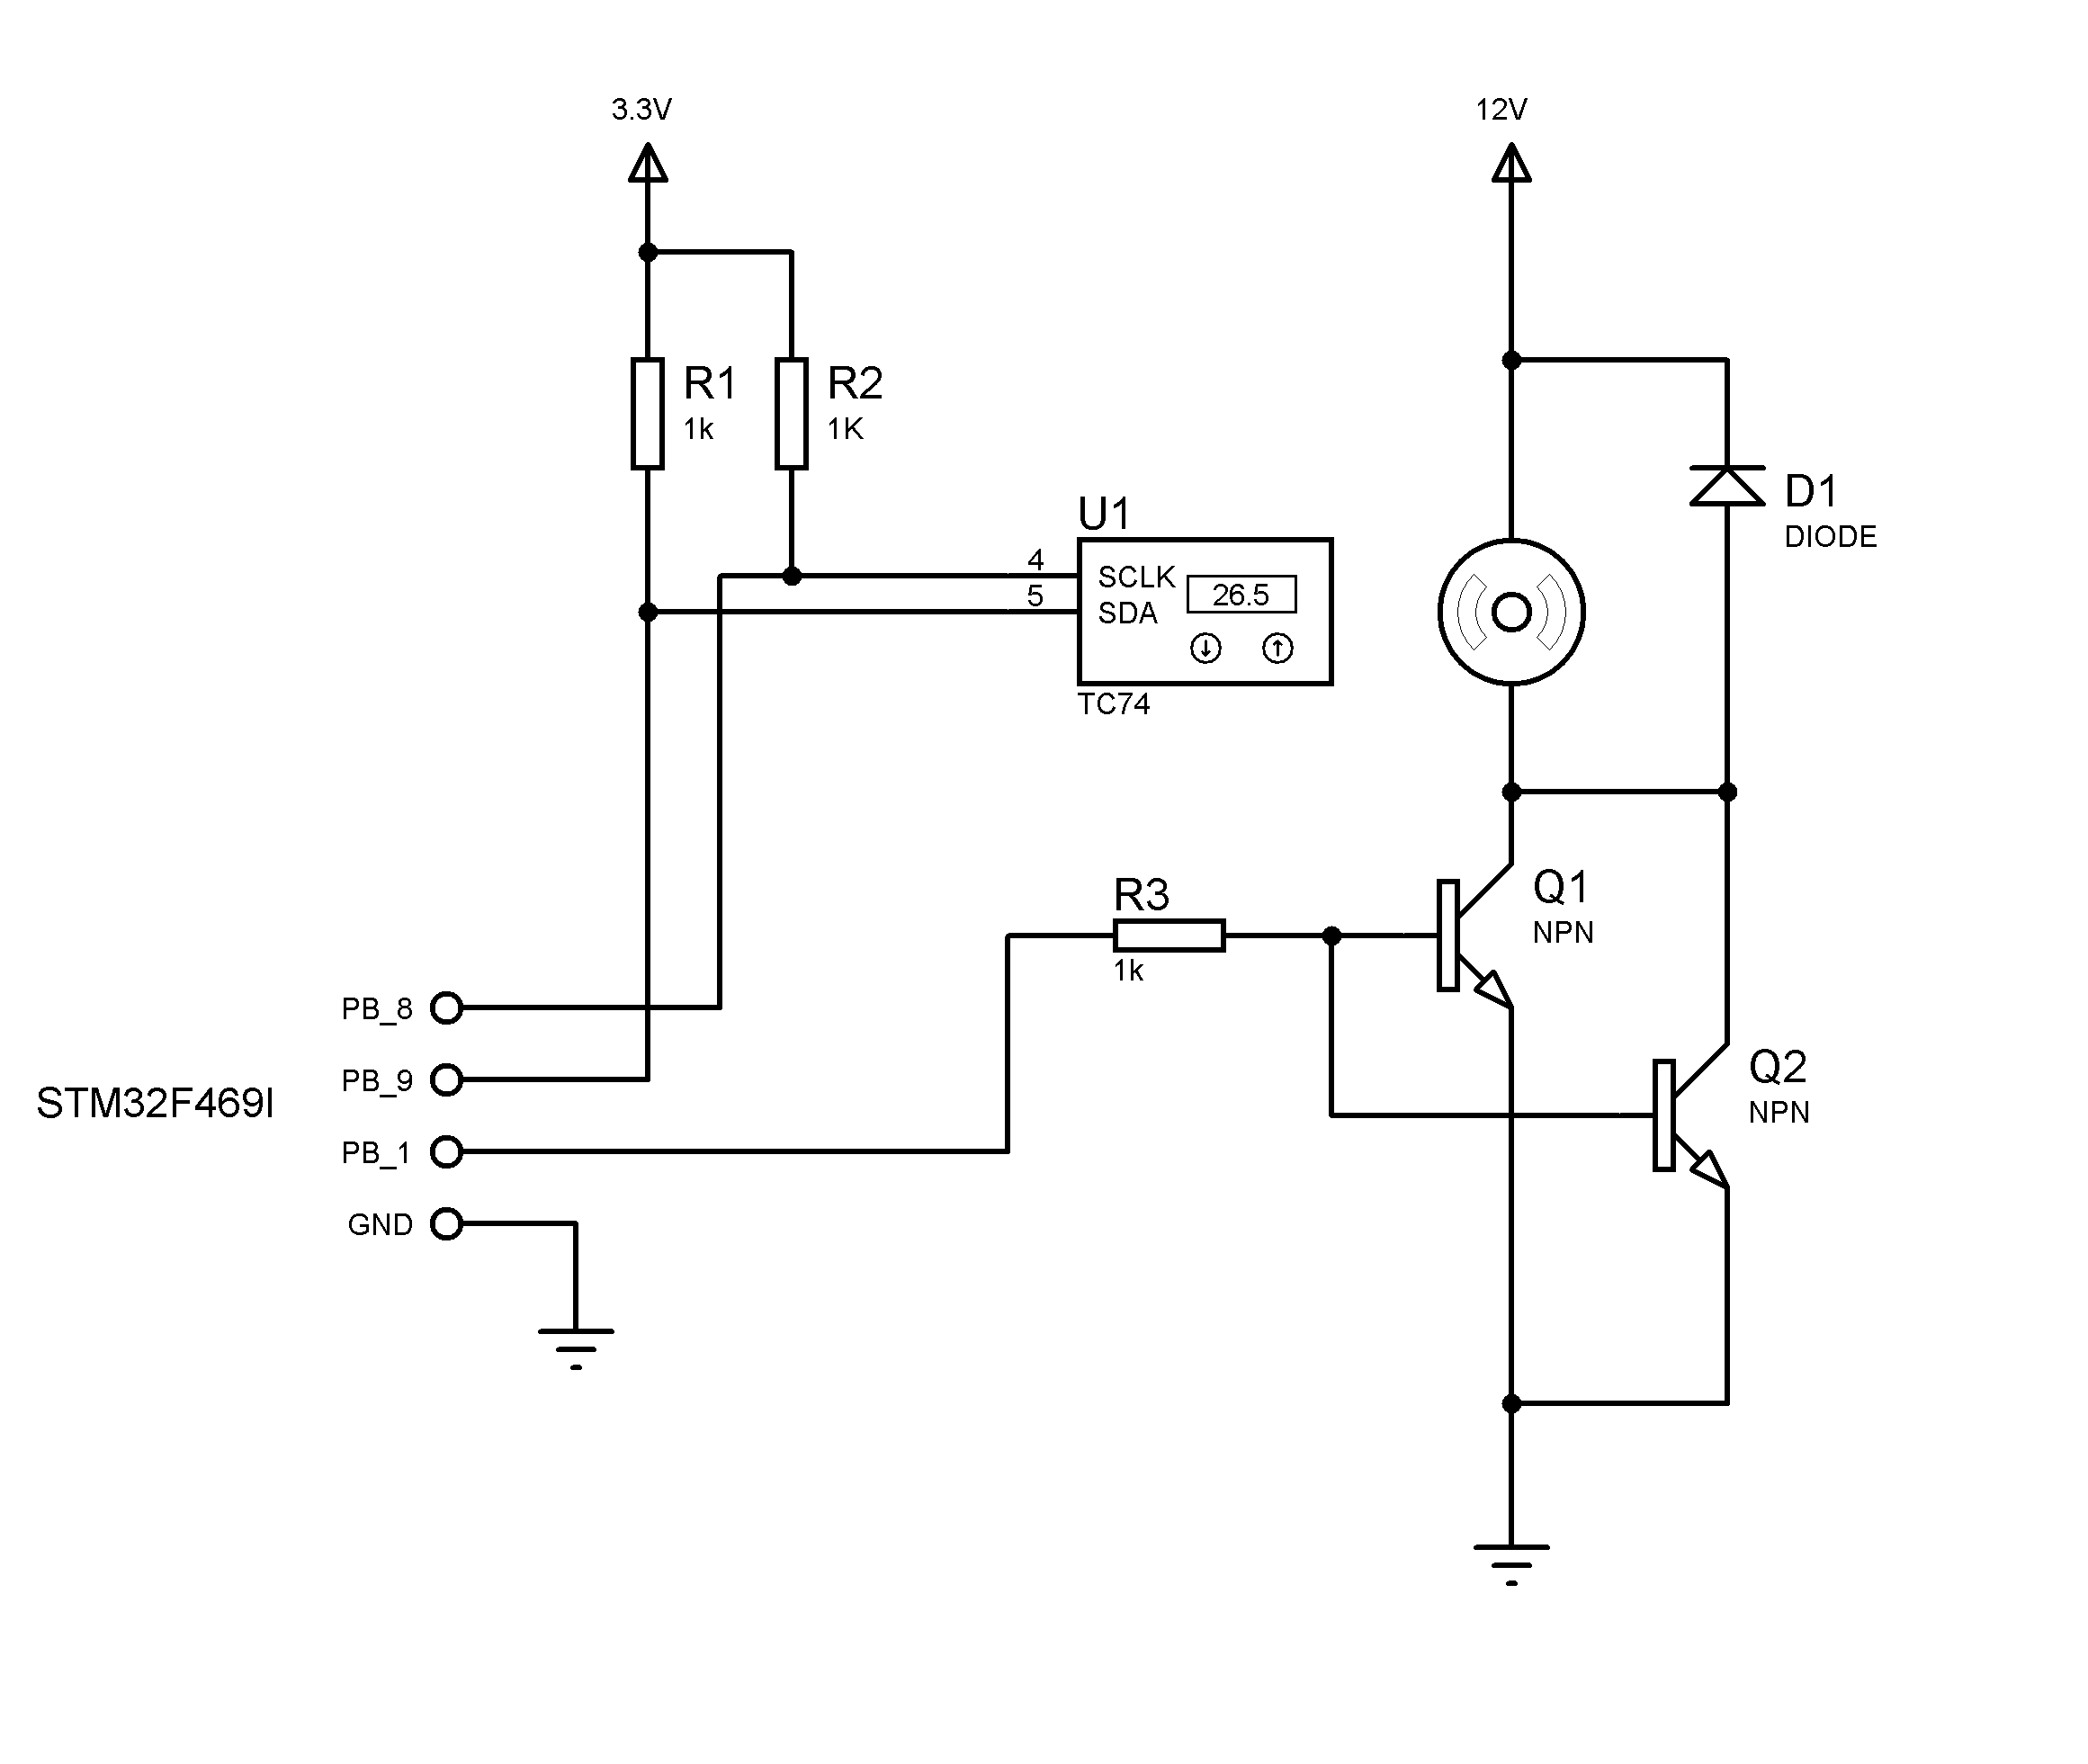 3.3V
12V
R1
1k
R2
1K
U1
4
5
SCLK
SDA
26.5
TC74
D1
DIODE
R3
1k
Q1
NPN
Q2
NPN
STM32F469I
PB_8
PB_9
PB_1
GND